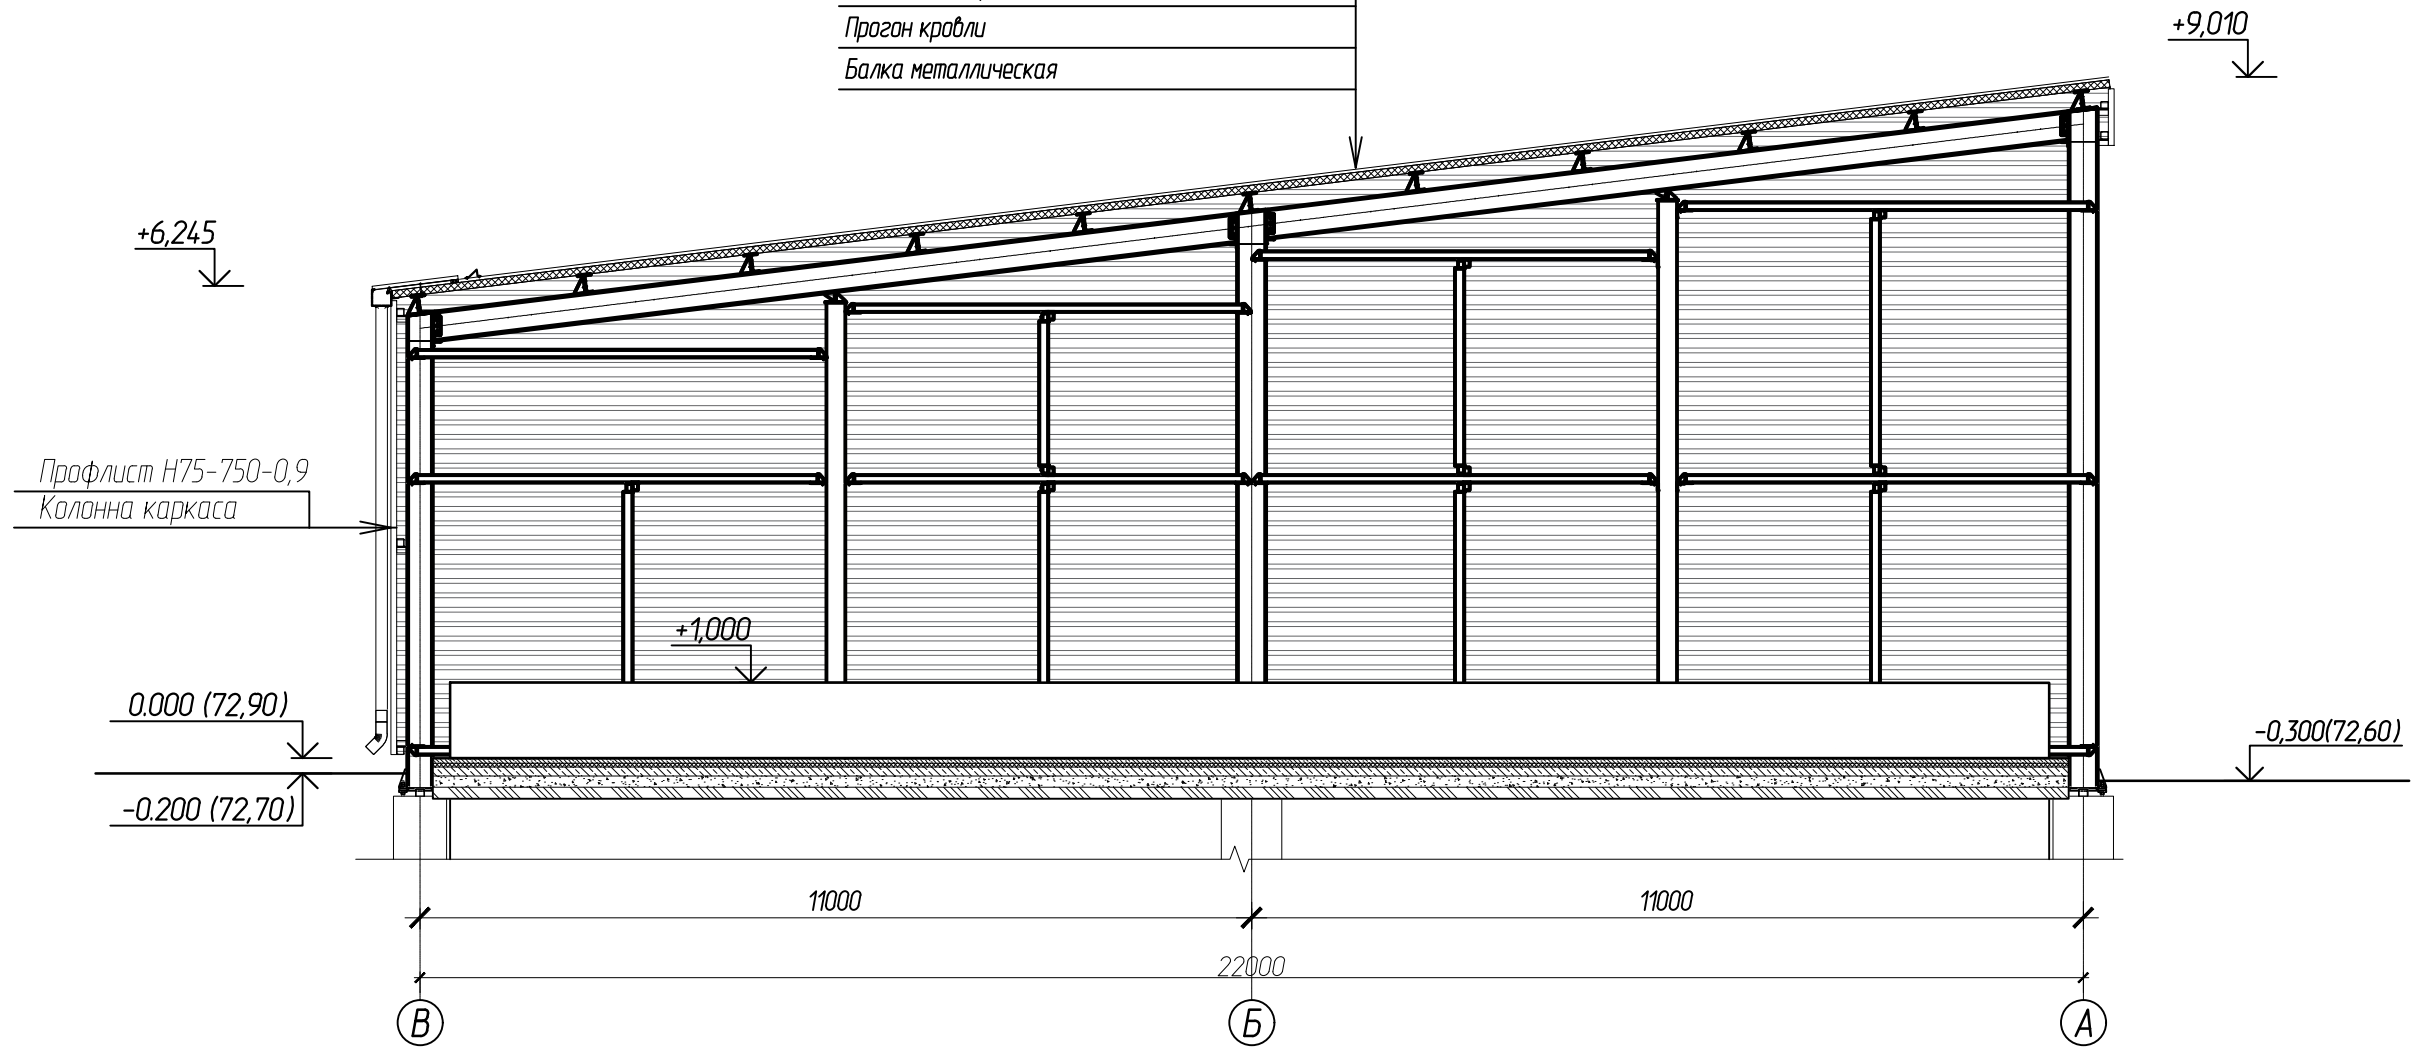 Прогон кровли
Балка металлическая
+9,010
+6,245
Профлист Н75-750-0,9
Колонна каркаса
+1,000
0.000 (72,90)
-0.200 (72,70)
-0,300(72,60)
11000
11000
22000
В
Б
А